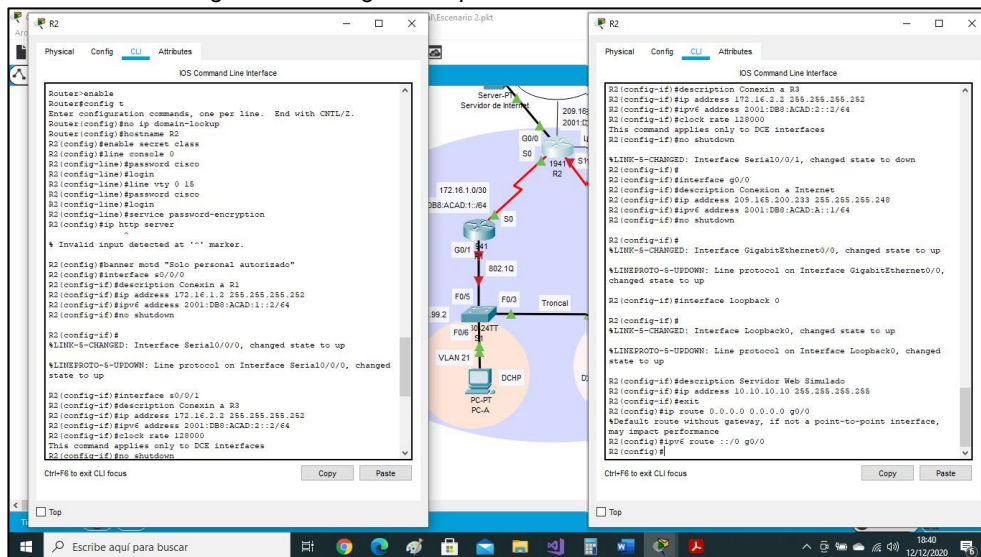 R2
Physical Config CLI Attributes
IOS Command Line Interface
Router>enable
Router#config t
Enter configuration commands, one per line. End with CNTL/Z.
Router(config)#no ip domain-lookup
Router(config)#hostname R2
R2(config)#enable secret class
R2(config)#line console 0
R2(config-line)#password cisco
R2(config-line)#login
R2(config-line)#line vty 0 15
R2(config-line)#password cisco
R2(config-line)#login
R2(config-line)#service password-encryption
R2(config)#ip http server
^
% Invalid input detected at '^' marker.
R2(config)#banner motd "Solo personal autorizado"
R2(config)#interface s0/0/0
R2(config-if)#description Conexin a R1
R2(config-if)#ip address 172.16.1.2 255.255.255.252
R2(config-if)#ipv6 address 2001:DB8:ACAD:1::2/64
R2(config-if)#no shutdown
R2(config-if)#
%LINK-5-CHANGED: Interface Serial0/0/0, changed state to up
%LINEPROTO-5-UPDOWN: Line protocol on Interface Serial0/0/0, changed
state to up
R2(config-if)#interface s0/0/1
R2(config-if)#description Conexin a R3
R2(config-if)#ip address 172.16.2.2 255.255.255.252
R2(config-if)#ipv6 address 2001:DB8:ACAD:2::2/64
R2(config-if)#clock rate 128000
This command applies only to DCE interfaces
R2(config-if)#no shutdown
Ctrl+F6 to exit CLI focus
Copy Paste
Top
l\Escenario 2.pkt
Server-PT
Servidor de Internet
209.16
2001:D
G0/0
S0
1941
R2
S1
172.16.1.0/30
DB8:ACAD:1::/64
S0
G0/1
802.1Q
F0/5
F0/3
Troncal
.99.2
F0/6
24TT
S1
VLAN 21
DCHP
PC-PT
PC-A
R2
Physical Config CLI Attributes
IOS Command Line Interface
R2(config-if)#description Conexin a R3
R2(config-if)#ip address 172.16.2.2 255.255.255.252
R2(config-if)#ipv6 address 2001:DB8:ACAD:2::2/64
R2(config-if)#clock rate 128000
This command applies only to DCE interfaces
R2(config-if)#no shutdown
%LINK-5-CHANGED: Interface Serial0/0/1, changed state to down
R2(config-if)#
R2(config-if)#interface g0/0
R2(config-if)#description Conexion a Internet
R2(config-if)#ip address 209.165.200.233 255.255.255.248
R2(config-if)#ipv6 address 2001:DB8:ACAD:A::1/64
R2(config-if)#no shutdown
R2(config-if)#
%LINK-5-CHANGED: Interface GigabitEthernet0/0, changed state to up
%LINEPROTO-5-UPDOWN: Line protocol on Interface GigabitEthernet0/0,
changed state to up
R2(config-if)#interface loopback 0
R2(config-if)#
%LINK-5-CHANGED: Interface Loopback0, changed state to up
%LINEPROTO-5-UPDOWN: Line protocol on Interface Loopback0, changed
state to up
R2(config-if)#description Servidor Web Simulado
R2(config-if)#ip address 10.10.10.10 255.255.255.255
R2(config-if)#exit
R2(config)#ip route 0.0.0.0 0.0.0.0 g0/0
%Default route without gateway, if not a point-to-point interface,
may impact performance
R2(config)#ipv6 route ::/0 g0/0
R2(config)#
Ctrl+F6 to exit CLI focus
Copy Paste
Top
Escribe aquí para buscar
18:40
12/12/2020